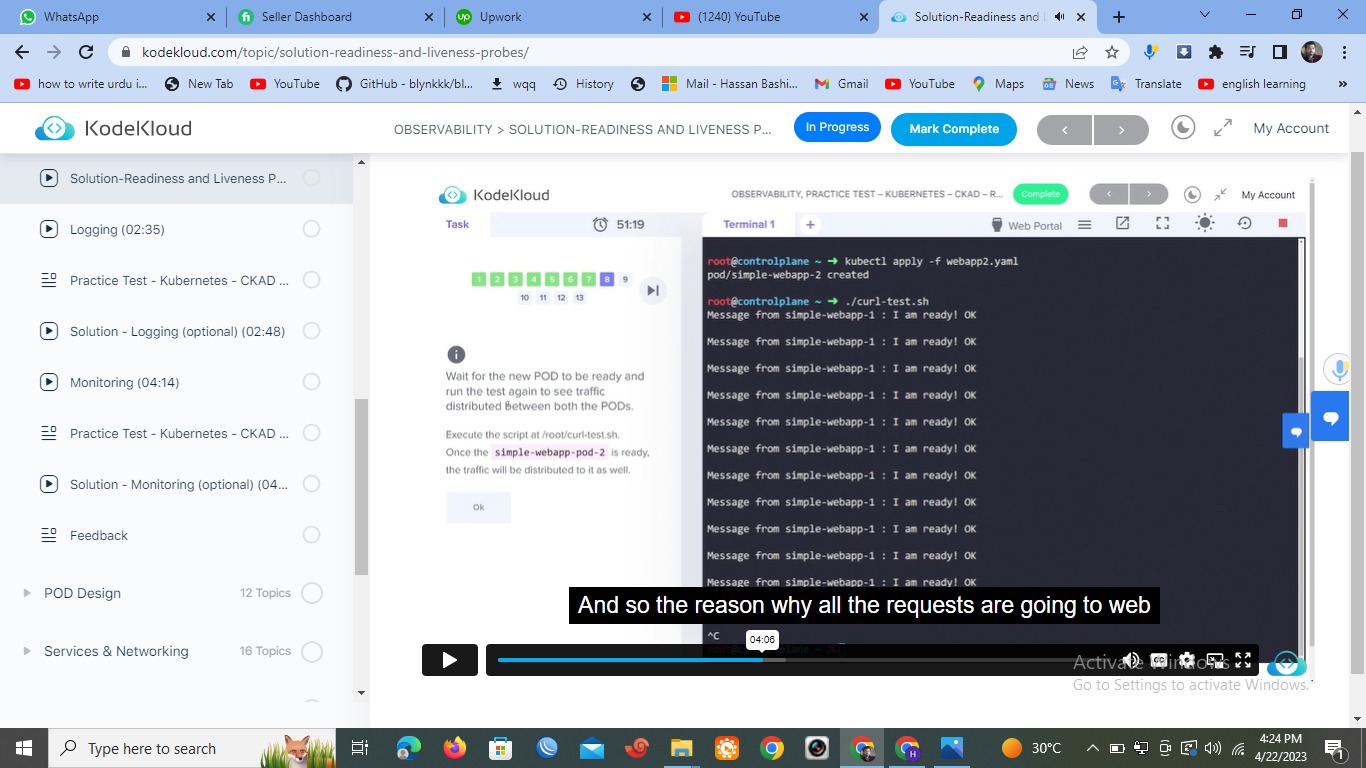 WhatsApp
Seller Dashboard
Upwork
(1240) YouTube
Solution-Readiness and L
kodekloud.com/topic/solution-readiness-and-liveness-probes/
how to write urdu i...
New Tab
YouTube
GitHub - blynkkk/bl...
wqq
History
Mail - Hassan Bashi...
Gmail
YouTube
Maps
News
Translate
english learning
»
KodeKloud
OBSERVABILITY > SOLUTION-READINESS AND LIVENESS P...
In Progress
Mark Complete
My Account
Solution-Readiness and Liveness P...
Logging (02:35)
Practice Test - Kubernetes - CKAD ...
Solution - Logging (optional) (02:48)
Monitoring (04:14)
Practice Test - Kubernetes - CKAD ...
Solution - Monitoring (optional) (04...
Feedback
POD Design
12 Topics
Services & Networking
16 Topics
KodeKloud
OBSERVABILITY, PRACTICE TEST – KUBERNETES – CKAD – R...
Complete
My Account
Task
51:19
Terminal 1
+
Web Portal
1 2 3 4 5 6 7 8 9
10 11 12 13
Wait for the new POD to be ready and
run the test again to see traffic
distributed between both the PODs.
Execute the script at /root/curl-test.sh.
Once the simple-webapp-pod-2 is ready,
the traffic will be distributed to it as well.
Ok
root@controlplane ~ ➜ kubectl apply -f webapp2.yaml
pod/simple-webapp-2 created
root@controlplane ~ ➜ ./curl-test.sh
Message from simple-webapp-1 : I am ready! OK
Message from simple-webapp-1 : I am ready! OK
Message from simple-webapp-1 : I am ready! OK
Message from simple-webapp-1 : I am ready! OK
Message from simple-webapp-1 : I am ready! OK
Message from simple-webapp-1 : I am ready! OK
Message from simple-webapp-1 : I am ready! OK
Message from simple-webapp-1 : I am ready! OK
Message from simple-webapp-1 : I am ready! OK
Message from simple-webapp-1 : I am ready! OK
Message from simple-webapp-1 : I am ready! OK
And so the reason why all the requests are going to web
^C
04:06
Activate Windows
Go to Settings to activate Windows.
Type here to search
30°C
4:24 PM
4/22/2023
1